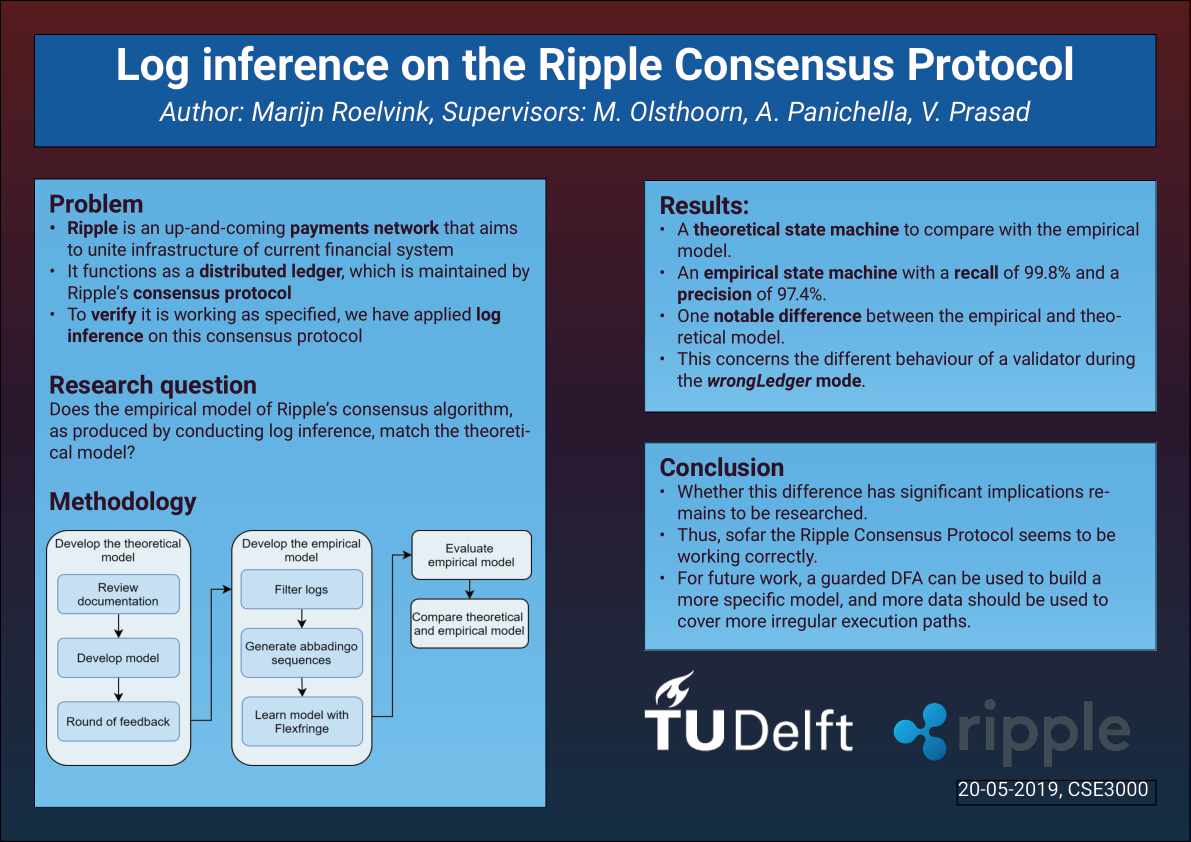 Log inference on the Ripple Consensus Protocol
Author: Marijn Roelvink, Supervisors: M. Olsthoorn, A. Panichella, V. Prasad
Problem
• Ripple is an up-and-coming payments network that aims
to unite infrastructure of current financial system
• It functions as a distributed ledger, which is maintained by
Ripple's consensus protocol
• To verify it is working as specified, we have applied log
inference on this consensus protocol
Research question
Does the empirical model of Ripple's consensus algorithm,
as produced by conducting log inference, match the theoreti-
cal model?
Methodology
Develop the theoretical
model
Review
documentation
Develop model
Round of feedback
Develop the empirical
model
Filter logs
Generate abbadingo
sequences
Learn model with
Flexfringe
Evaluate
empirical model
Compare theoretical
and empirical model
Results:
• A theoretical state machine to compare with the empirical
model.
• An empirical state machine with a recall of 99.8% and a
precision of 97.4%.
• One notable difference between the empirical and theo-
retical model.
• This concerns the different behaviour of a validator during
the wrongLedger mode.
Conclusion
• Whether this difference has significant implications re-
mains to be researched.
• Thus, sofar the Ripple Consensus Protocol seems to be
working correctly.
• For future work, a guarded DFA can be used to build a
more specific model, and more data should be used to
cover more irregular execution paths.
TU Delft
ripple
20-05-2019, CSE3000